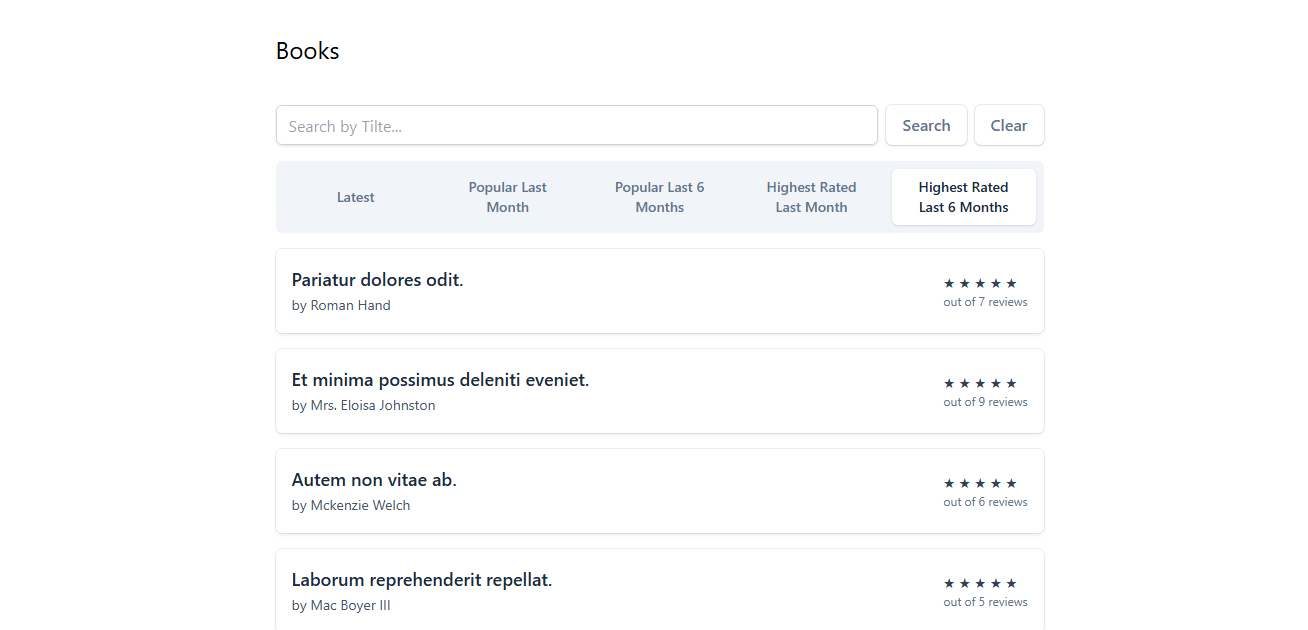 Books
Search by Tilte...
Search
Clear
Latest
Popular Last
Month
Popular Last 6
Months
Highest Rated
Last Month
Highest Rated
Last 6 Months
Pariatur dolores odit.
by Roman Hand
★ ★ ★ ★ ★
out of 7 reviews
Et minima possimus deleniti eveniet.
by Mrs. Eloisa Johnston
★ ★ ★ ★ ★
out of 9 reviews
Autem non vitae ab.
by Mckenzie Welch
★ ★ ★ ★ ★
out of 6 reviews
Laborum reprehenderit repellat.
by Mac Boyer III
★ ★ ★ ★ ★
out of 5 reviews